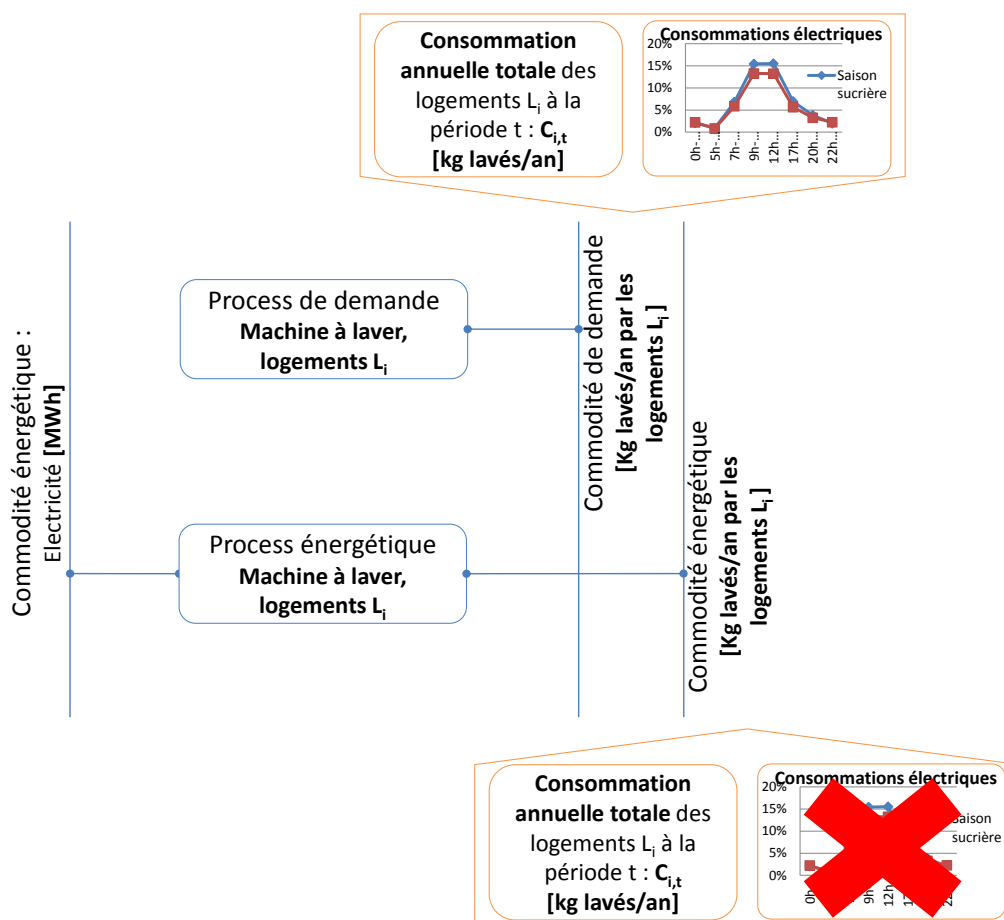 Consommation
annuelle totale des
logements Li à la
période t : Ci,t
[kg lavés/an]
Consommations électriques
20%
15%
10%
5%
0%
Saison
sucrière
0h-...
5h-...
7h-...
9h-...
12h...
17h...
20h...
22h...
Commodité énergétique :
Electricité [MWh]
Process de demande
Machine à laver,
logements Li
Commodité de demande
[Kg lavés/an par les
logements Li ]
Process énergétique
Machine à laver,
logements Li
Commodité énergétique
[Kg lavés/an par les
logements Li ]
Consommation
annuelle totale des
logements Li à la
période t : Ci,t
[kg lavés/an]
Consommations électriques
20%
15%
10%
5%
0%
Saison
sucrière
0h
9h
12h